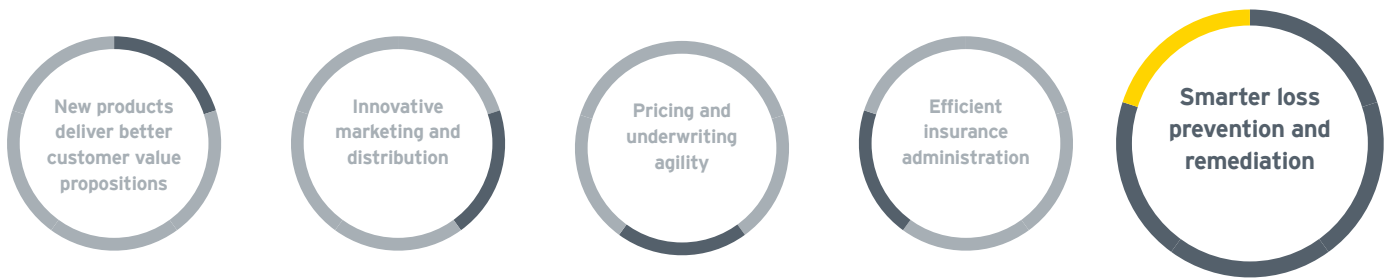 New products
deliver better
customer value
propositions
Innovative
marketing and
distribution
Pricing and
underwriting
agility
Efficient
insurance
administration
Smarter loss
prevention and
remediation